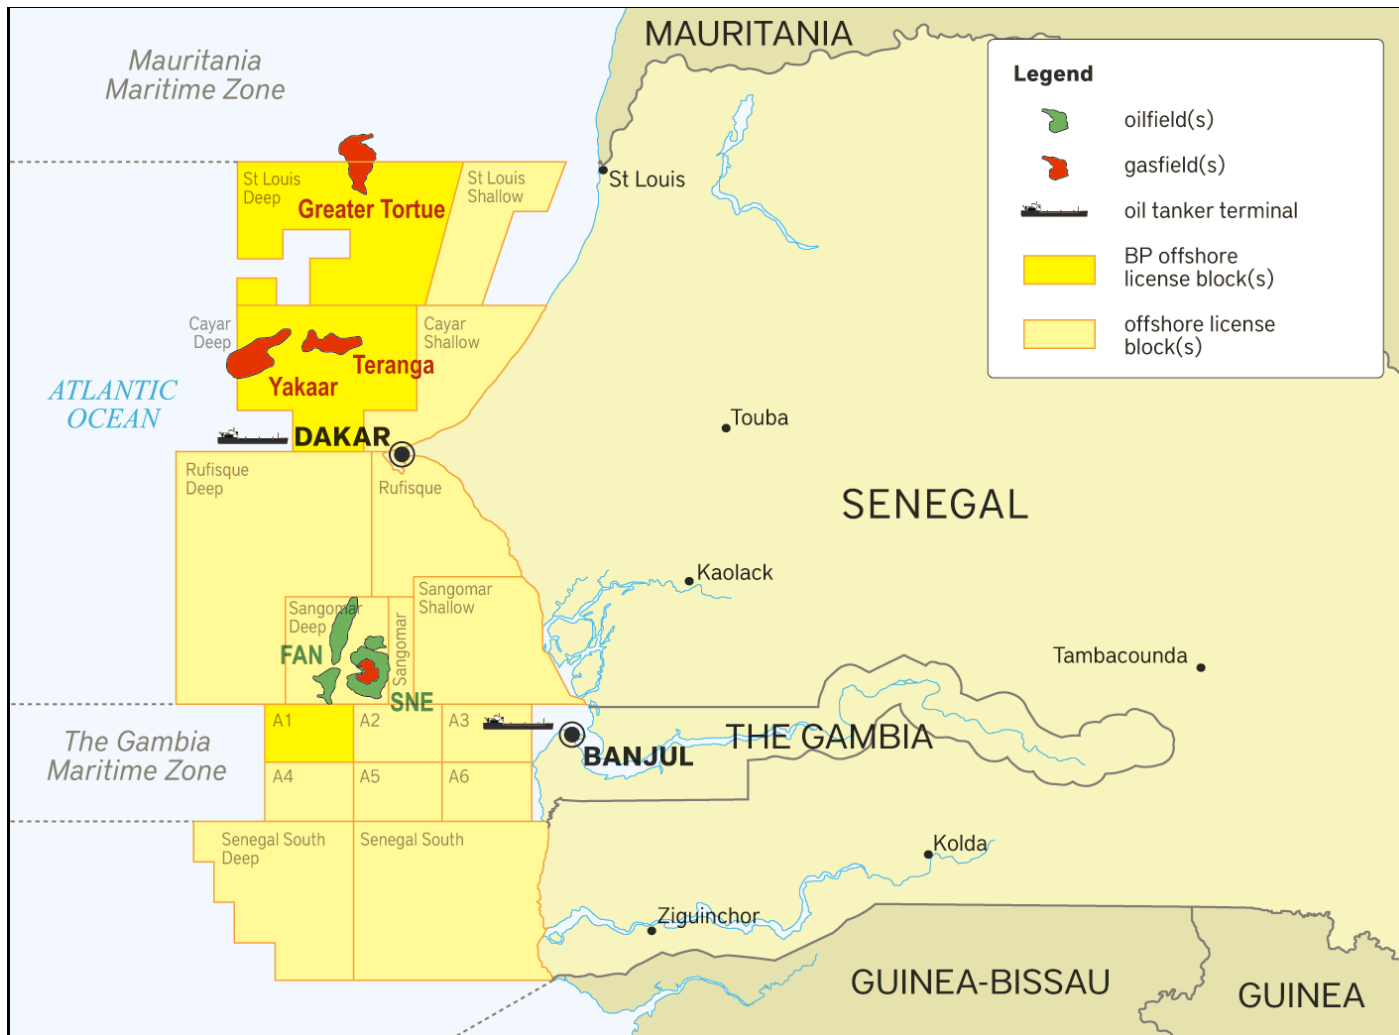 MAURITANIA
Mauritania
Maritime Zone
Legend
oilfield(s)
gasfield(s)
oil tanker terminal
BP offshore
license block(s)
offshore license
block(s)
St Louis
Deep
St Louis
Shallow
St Louis
Greater Tortue
Cayar
Deep
Cayar
Shallow
Teranga
Yakaar
ATLANTIC
OCEAN
Touba
DAKAR
Rufisque
Deep
Rufisque
SENEGAL
Kaolack
Sangomar
Shallow
Sangomar
Deep
Sangomar
FAN
SNE
Tambacounda
A1
A2
A3
The Gambia
Maritime Zone
THE GAMBIA
BANJUL
A4
A5
A6
Senegal South
Deep
Senegal South
Kolda
Ziguinchor
GUINEA-BISSAU
GUINEA